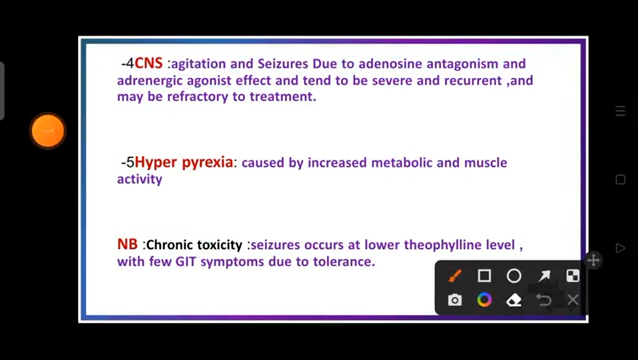 -4CNS :agitation and Seizures Due to adenosine antagonism and
adrenergic agonist effect and tend to be severe and recurrent ,and
may be refractory to treatment.
-5Hyper pyrexia: caused by increased metabolic and muscle
activity
NB :Chronic toxicity :seizures occurs at lower theophylline level ,
with few GIT symptoms due to tolerance.